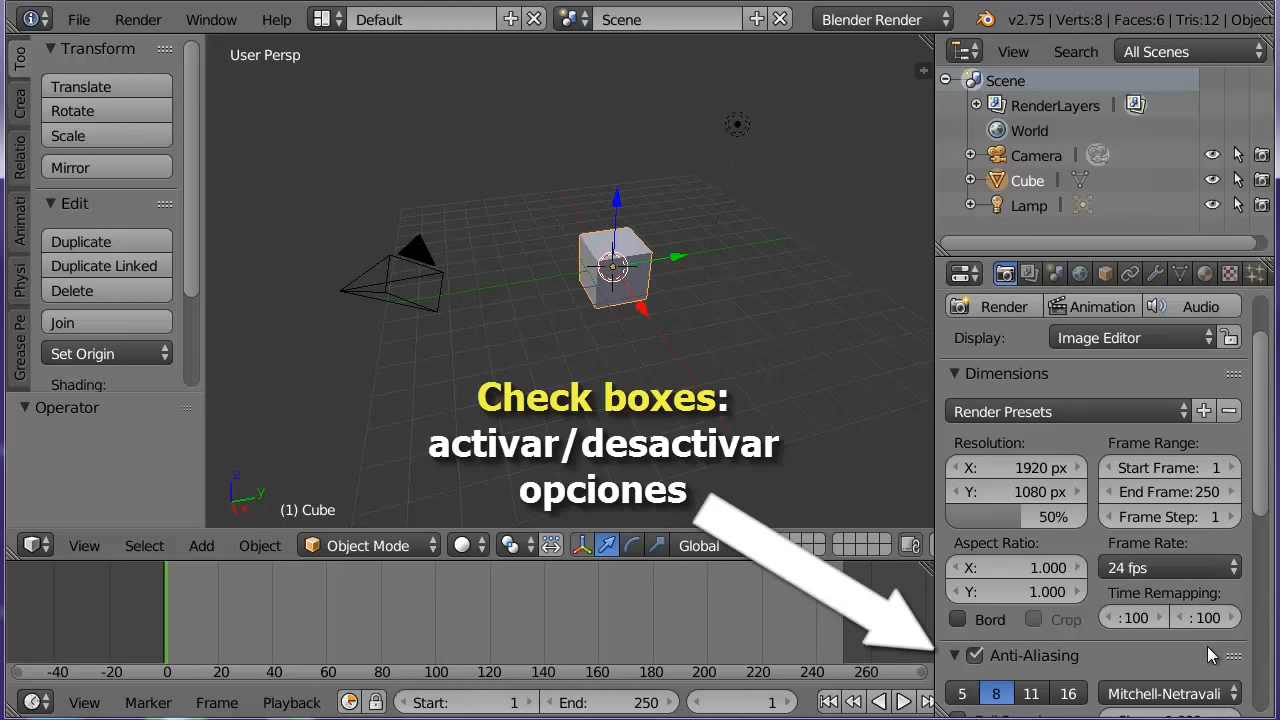 File Render Window Help Default Scene Blender Render v2.75 | Verts:8 | Faces:6 | Tris:12 | Object
Too
Crea
Relatio
Animati
Physi
Grease Pe
Transform
Translate
Rotate
Scale
Mirror
Edit
Duplicate
Duplicate Linked
Delete
Join
Set Origin
Shading:
Operator
User Persp
Check boxes:
activar/desactivar
opciones
z
y
x
(1) Cube
View Select Add Object Object Mode Global
-40 -20 0 20 40 60 80 100 120 140 160 180 200 220 240 260
View Marker Frame Playback Start: 1 End: 250 1
View Search All Scenes
Scene
RenderLayers |
World
Camera |
Cube |
Lamp |
Render Animation Audio
Display: Image Editor
Dimensions
Render Presets
Resolution: Frame Range:
X: 1920 px Start Frame: 1
Y: 1080 px End Frame: 250
50% Frame Step: 1
Aspect Ratio: Frame Rate:
X: 1.000 24 fps
Y: 1.000 Time Remapping:
Bord Crop : 100 : 100
Anti-Aliasing
5 8 11 16 Mitchell-Netravali